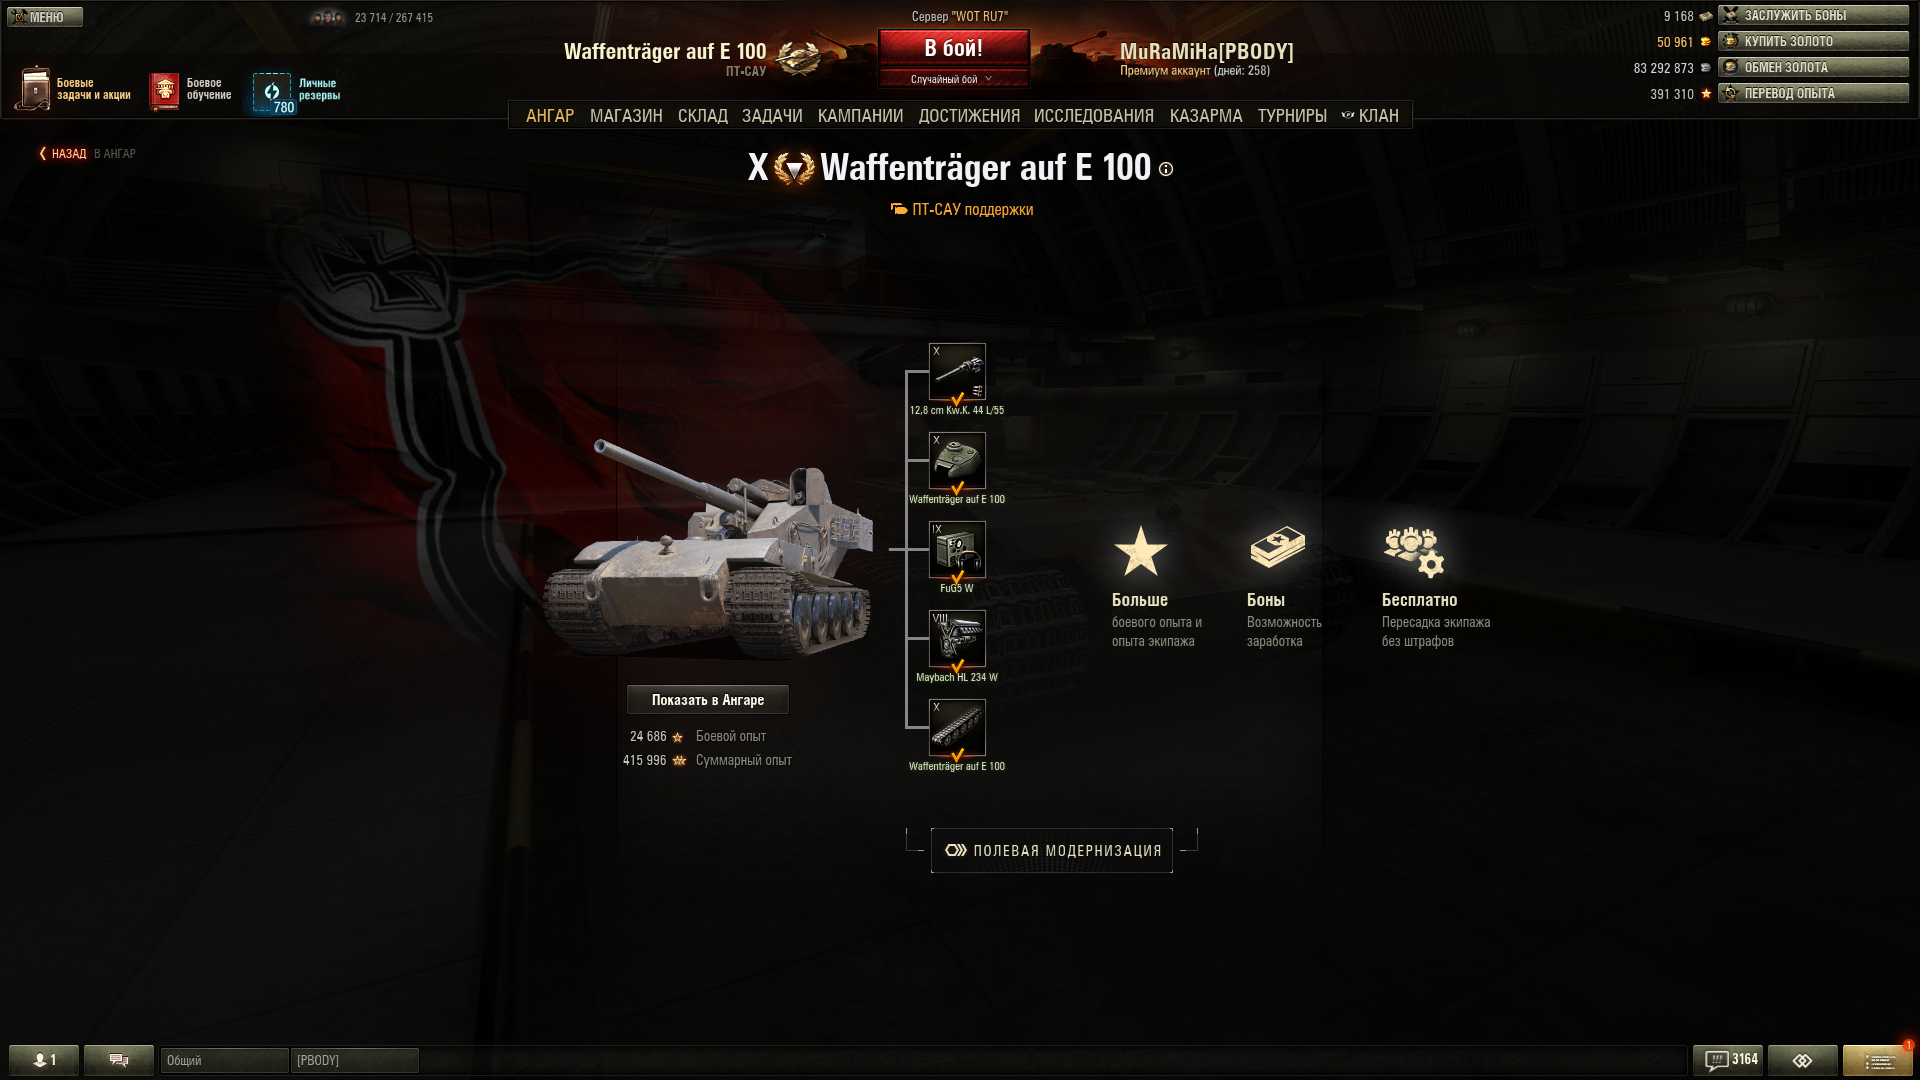 МЕНЮ
23 714 / 267 415
Сервер "WOT RU7"
9 168
ЗАСЛУЖИТЬ БОНЫ
50 961
КУПИТЬ ЗОЛОТО
83 292 873
ОБМЕН ЗОЛОТА
391 310
ПЕРЕВОД ОПЫТА
Waffenträger auf E 100
ПТ-САУ
В бой!
Случайный бой
MuRaMiHa[PBODY]
Премиум аккаунт (дней: 258)
Боевые
задачи и акции
Боевое
обучение
Личные
резервы
780
АНГАР МАГАЗИН СКЛАД ЗАДАЧИ КАМПАНИИ ДОСТИЖЕНИЯ ИССЛЕДОВАНИЯ КАЗАРМА ТУРНИРЫ КЛАН
НАЗАД В АНГАР
X Waffenträger auf E 100
ПТ-САУ поддержки
X
12,8 cm Kw.K. 44 L/55
X
Waffenträger auf E 100
IX
FuG5 W
VIII
Maybach HL 234 W
X
Waffenträger auf E 100
Больше
боевого опыта и
опыта экипажа
Боны
Возможность
заработка
Бесплатно
Пересадка экипажа
без штрафов
Показать в Ангаре
24 686 Боевой опыт
415 996 Суммарный опыт
ПОЛЕВАЯ МОДЕРНИЗАЦИЯ
1
Общий
[PBODY]
3164
1